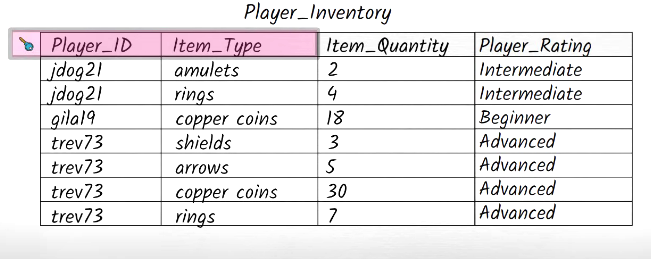 Player_Inventory
Player_ID Item_Type Item_Quantity Player_Rating
jdog21 amulets 2 Intermediate
jdog21 rings 4 Intermediate
gila19 copper coins 18 Beginner
trev73 shields 3 Advanced
trev73 arrows 5 Advanced
trev73 copper coins 30 Advanced
trev73 rings 7 Advanced